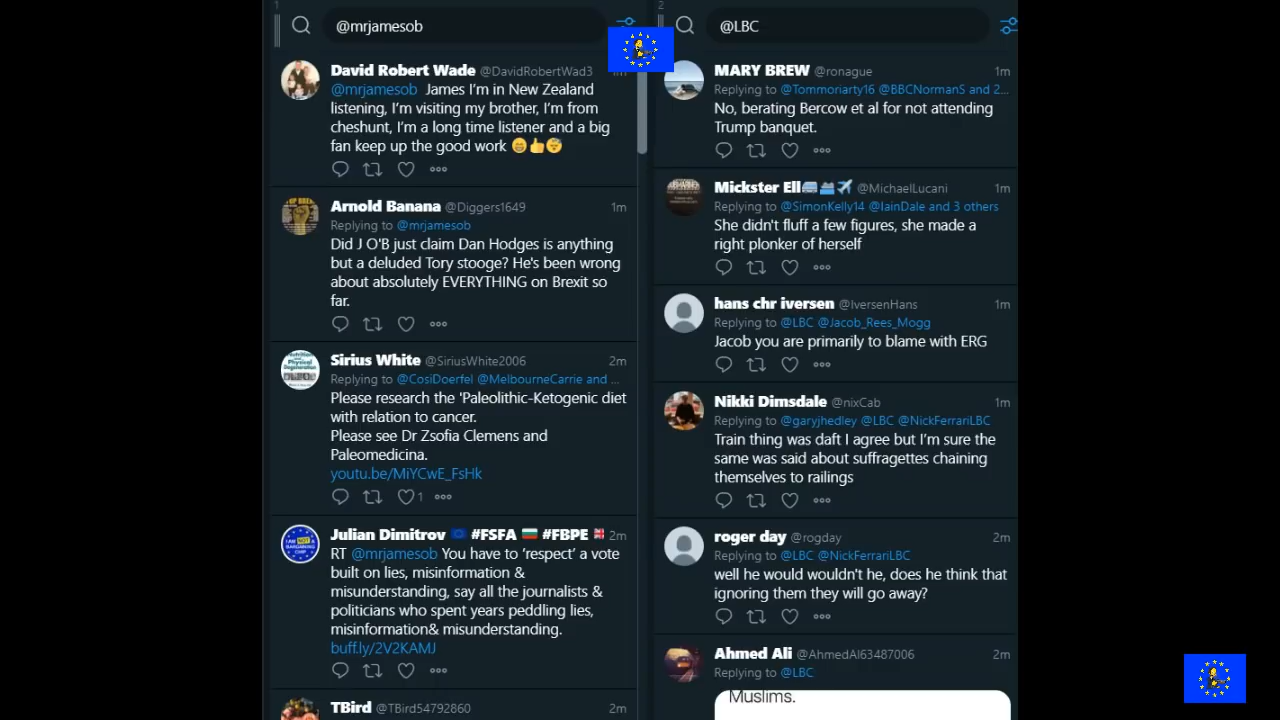 1
@mrjamesob
David Robert Wade @DavidRobertWad3 1m
@mrjamesob James I'm in New Zealand
listening, I'm visiting my brother, I'm from
cheshunt, I'm a long time listener and a big
fan keep up the good work 😁👍😴
Arnold Banana @Diggers1649 1m
Replying to @mrjamesob
Did J O'B just claim Dan Hodges is anything
but a deluded Tory stooge? He's been wrong
about absolutely EVERYTHING on Brexit so
far.
Sirius White @SiriusWhite2006 2m
Replying to @CosiDoerfel @MelbourneCarrie and ...
Please research the 'Paleolithic-Ketogenic diet
with relation to cancer.
Please see Dr Zsofia Clemens and
Paleomedicina.
youtu.be/MiYCwE_FsHk
1
Julian Dimitrov 🇪🇺 #FSFA 🇧🇬 #FBPE 🇬🇧 2m
RT @mrjamesob You have to ‘respect’ a vote
built on lies, misinformation &
misunderstanding, say all the journalists &
politicians who spent years peddling lies,
misinformation& misunderstanding.
buff.ly/2V2KAMJ
TBird @TBird54792860 2m
2
@LBC
MARY BREW @ronague 1m
Replying to @Tommoriarty16 @BBCNormanS and 2...
No, berating Bercow et al for not attending
Trump banquet.
Mickster Ell @MichaelLucani 1m
Replying to @SimonKelly14 @IainDale and 3 others
She didn't fluff a few figures, she made a
right plonker of herself
hans chr iversen @IversenHans 1m
Replying to @LBC @Jacob_Rees_Mogg
Jacob you are primarily to blame with ERG
Nikki Dimsdale @nixCab 1m
Replying to @garyjhedley @LBC @NickFerrariLBC
Train thing was daft I agree but I'm sure the
same was said about suffragettes chaining
themselves to railings
roger day @rogday 2m
Replying to @LBC @NickFerrariLBC
well he would wouldn't he, does he think that
ignoring them they will go away?
Ahmed Ali @AhmedAl63487006 2m
Replying to @LBC
Muslims.